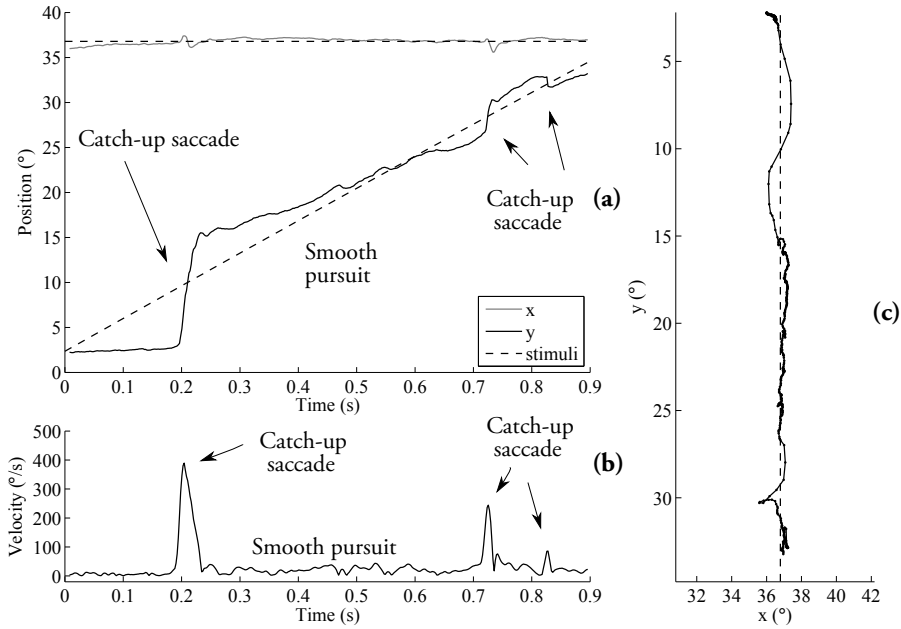 40
35
30
25
20
15
10
5
0
Position (°)
Catch-up saccade
Catch-up
saccade
Smooth
pursuit
(a)
x
y
stimuli
0
0.1
0.2
0.3
0.4
0.5
0.6
0.7
0.8
0.9
Time (s)
500
400
300
200
100
0
Velocity (°/s)
Catch-up
saccade
Catch-up
saccade
Smooth pursuit
(b)
0
0.1
0.2
0.3
0.4
0.5
0.6
0.7
0.8
0.9
Time (s)
5
10
15
20
25
30
y (°)
(c)
32
34
36
38
40
42
x (°)